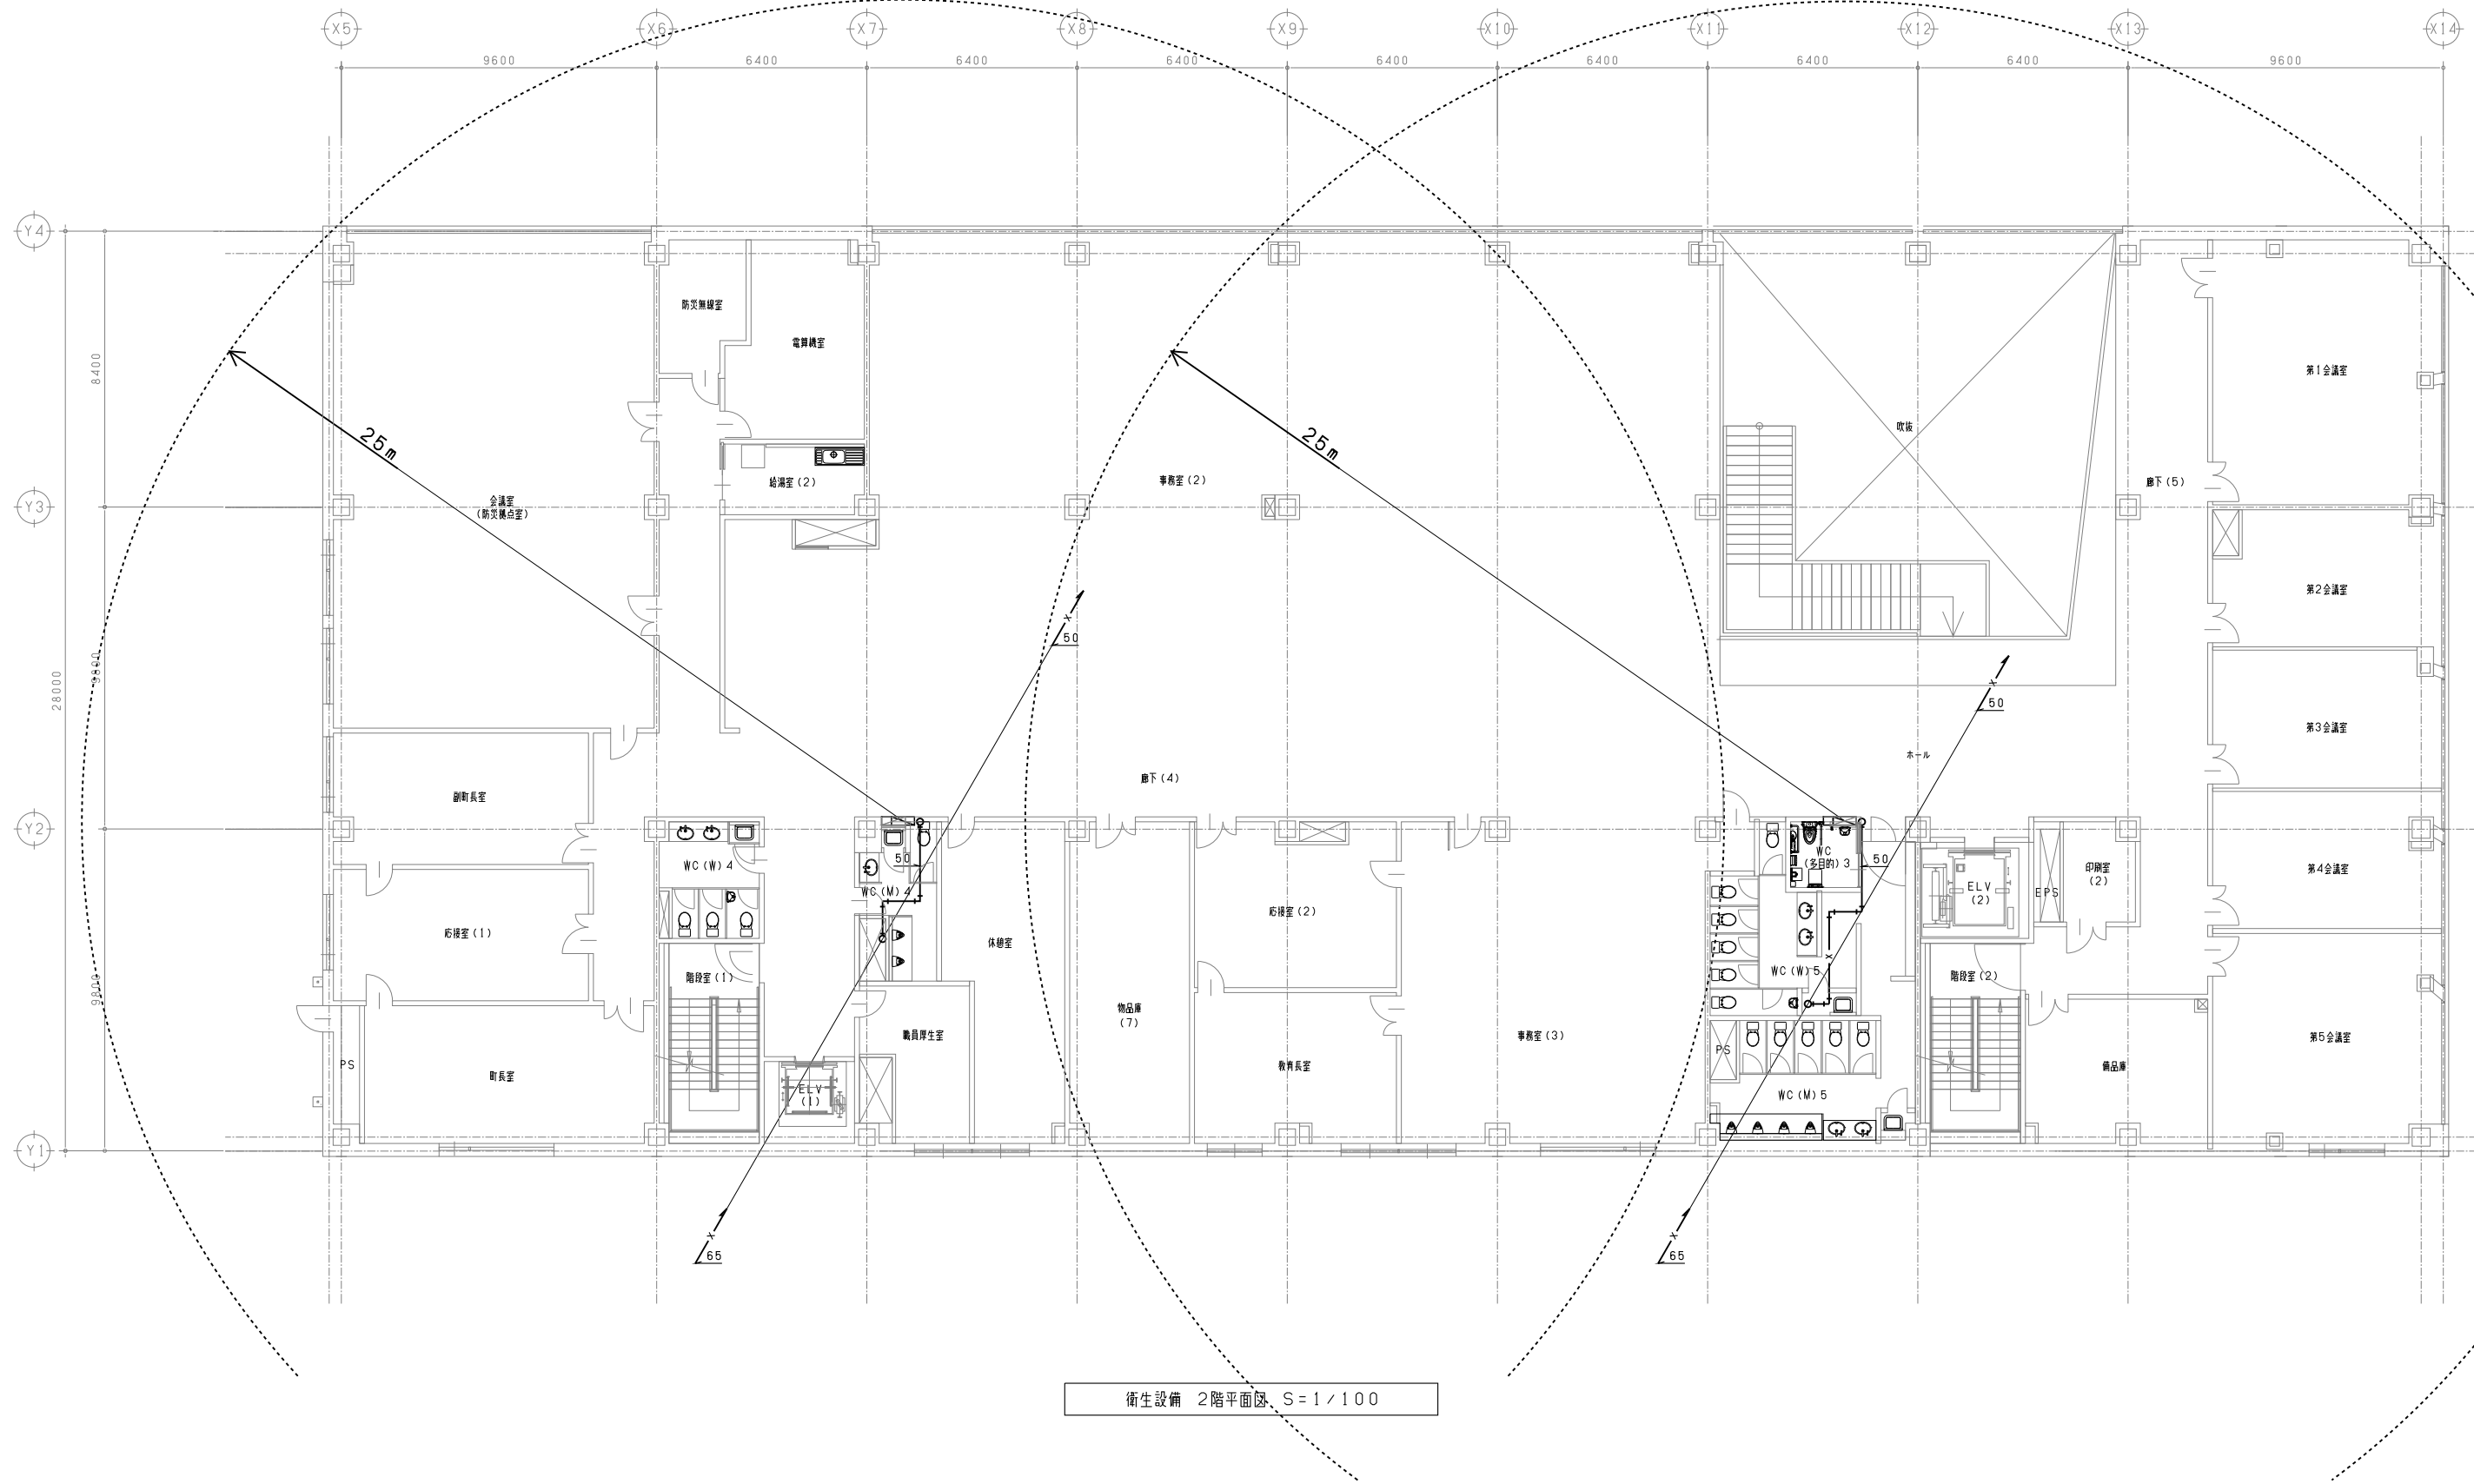 X5
X6
X7
X8
X9
X10
X11
X12
X13
X14
9600
6400
6400
6400
6400
6400
6400
6400
9600
Y4
Y3
Y2
Y1
8400
9800
9800
28000
防災無線室
電算機室
給湯室(2)
会議室
(防災拠点室)
25m
事務室(2)
25m
吹抜
廊下(5)
第1会議室
第2会議室
第3会議室
第4会議室
第5会議室
50
50
ホール
廊下(4)
副町長室
応接室(1)
町長室
PS
WC(W)4
WC(M)4
50
階段室(1)
ELV
(1)
休憩室
職員厚生室
物品庫
(7)
応接室(2)
教育長室
事務室(3)
WC
(多目的)3
50
WC(W)5
PS
WC(M)5
ELV
(2)
EPS
印刷室
(2)
階段室(2)
備品庫
65
65
衛生設備 2階平面図 S=1/100